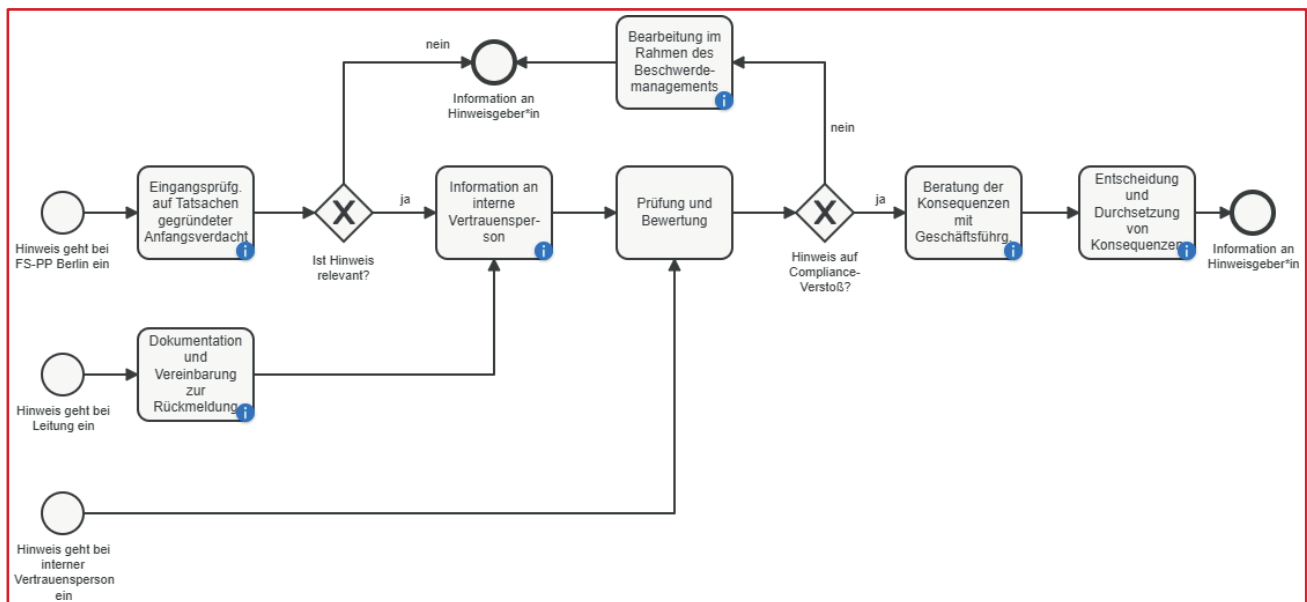 nein
Bearbeitung im
Rahmen des
Beschwerde-
managements
i
Information an
Hinweisgeber*in
nein
Eingangsprüfg.
auf Tatsachen
gegründeter
Anfangsverdacht
i
Hinweis geht bei
FS-PP Berlin ein
X
Ist Hinweis
relevant?
ja
Information an
interne
Vertrauensper-
son
i
Prüfung und
Bewertung
X
Hinweis auf
Compliance-
Verstoß?
ja
Beratung der
Konsequenzen
mit
Geschäftsführg.
i
Entscheidung
und
Durchsetzung
von
Konsequenzen
i
Information an
Hinweisgeber*in
Dokumentation
und
Vereinbarung
zur
Rückmeldung
i
Hinweis geht bei
Leitung ein
Hinweis geht bei
interner
Vertrauensperson
ein